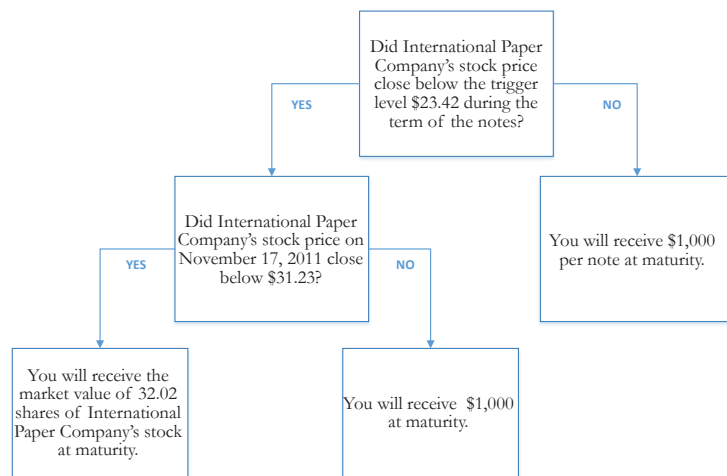 Did International Paper
Company's stock price
close below the trigger
level $23.42 during the
term of the notes?
YES
NO
Did International Paper
Company's stock price on
November 17, 2011 close
below $31.23?
You will receive $1,000
per note at maturity.
YES
NO
You will receive the
market value of 32.02
shares of International
Paper Company's stock
at maturity.
You will receive $1,000
at maturity.